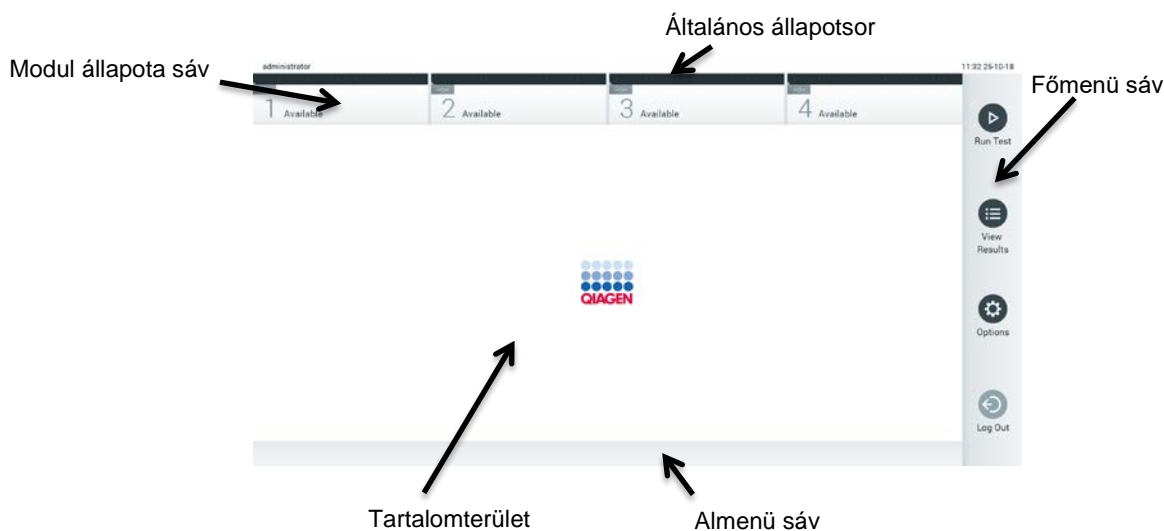 Általános állapotsor
Modul állapota sáv
administrator
11:32 25-10-18
Főmenü sáv
1 Available
2 Available
3 Available
4 Available
Run Test
View
Results
QIAGEN
Options
Log Out
Tartalomterület
Almenü sáv